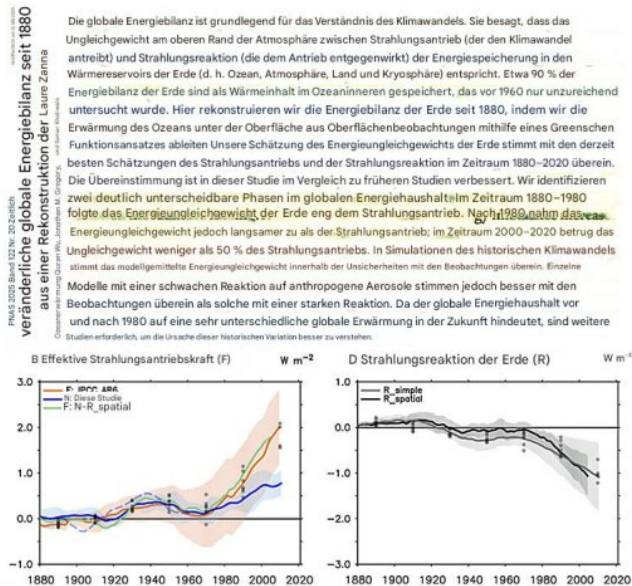 PNAS 2025 Band 122 Nr. 20 Zeitlich
veränderliche globale Energiebilanz seit 1880
aus einer Rekonstruktion der
Laure Zanna
Die globale Energiebilanz ist grundlegend für das Verständnis des Klimawandels. Sie besagt, dass das
Ungleichgewicht am oberen Rand der Atmosphäre zwischen Strahlungsantrieb (der den Klimawandel
antreibt) und Strahlungsreaktion (die dem Antrieb entgegenwirkt) der Energiespeicherung in den
Wärmereservoirs der Erde (d. h. Ozean, Atmosphäre, Land und Kryosphäre) entspricht. Etwa 90 % der
Energiebilanz der Erde sind als Wärmeinhalt im Ozeaninneren gespeichert, das vor 1960 nur unzureichend
untersucht wurde. Hier rekonstruieren wir die Energiebilanz der Erde seit 1880, indem wir die
Erwärmung des Ozeans unter der Oberfläche aus Oberflächenbeobachtungen mithilfe eines Greenschen
Funktionsansatzes ableiten Unsere Schätzung des Energieungleichgewichts der Erde stimmt mit den derzeit
besten Schätzungen des Strahlungsantriebs und der Strahlungsreaktion im Zeitraum 1880–2020 überein.
Die Übereinstimmung ist in dieser Studie im Vergleich zu früheren Studien verbessert. Wir identifizieren
zwei deutlich unterscheidbare Phasen im globalen Energiehaushalt: Im Zeitraum 1880–1980
folgte das Energieungleichgewicht der Erde eng dem Strahlungsantrieb. Nach 1980 nahm das
Energieungleichgewicht jedoch langsamer zu als der Strahlungsantrieb; im Zeitraum 2000–2020 betrug das
Ungleichgewicht weniger als 50 % des Strahlungsantriebs. In Simulationen des historischen Klimawandels
stimmt das modellgemittelte Energieungleichgewicht innerhalb der Unsicherheiten mit den Beobachtungen überein. Einzelne
Modelle mit einer schwachen Reaktion auf anthropogene Aerosole stimmen jedoch besser mit den
Beobachtungen überein als solche mit einer starken Reaktion. Da der globale Energiehaushalt vor
und nach 1980 auf eine sehr unterschiedliche globale Erwärmung in der Zukunft hindeutet, sind weitere
Studien erforderlich, um die Ursache dieser historischen Variation besser zu verstehen.
B Effektive Strahlungsantriebskraft (F) W m⁻²
F: IPCC AR6
N: Diese Studie
F: N-R_spatial
3.0
2.0
1.0
0.0
-1.0
1880 1900 1920 1940 1960 1980 2000 2020
D Strahlungsreaktion der Erde (R) W m⁻²
R_simple
R_spatial
1.0
0.0
-1.0
-2.0
-3.0
1880 1900 1920 1940 1960 1980 2000 2020